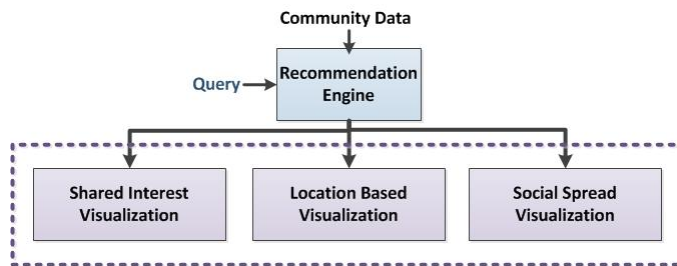 Community Data
Query
Recommendation
Engine
Shared Interest
Visualization
Location Based
Visualization
Social Spread
Visualization